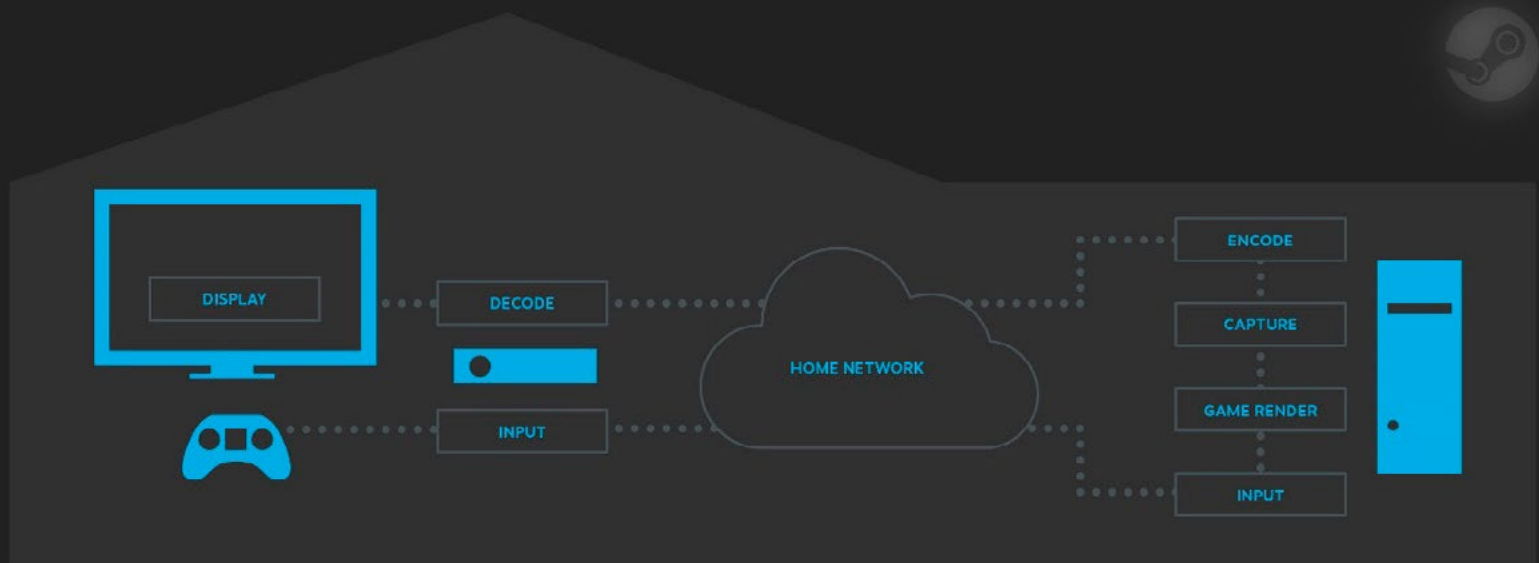 DISPLAY
DECODE
INPUT
HOME NETWORK
ENCODE
CAPTURE
GAME RENDER
INPUT